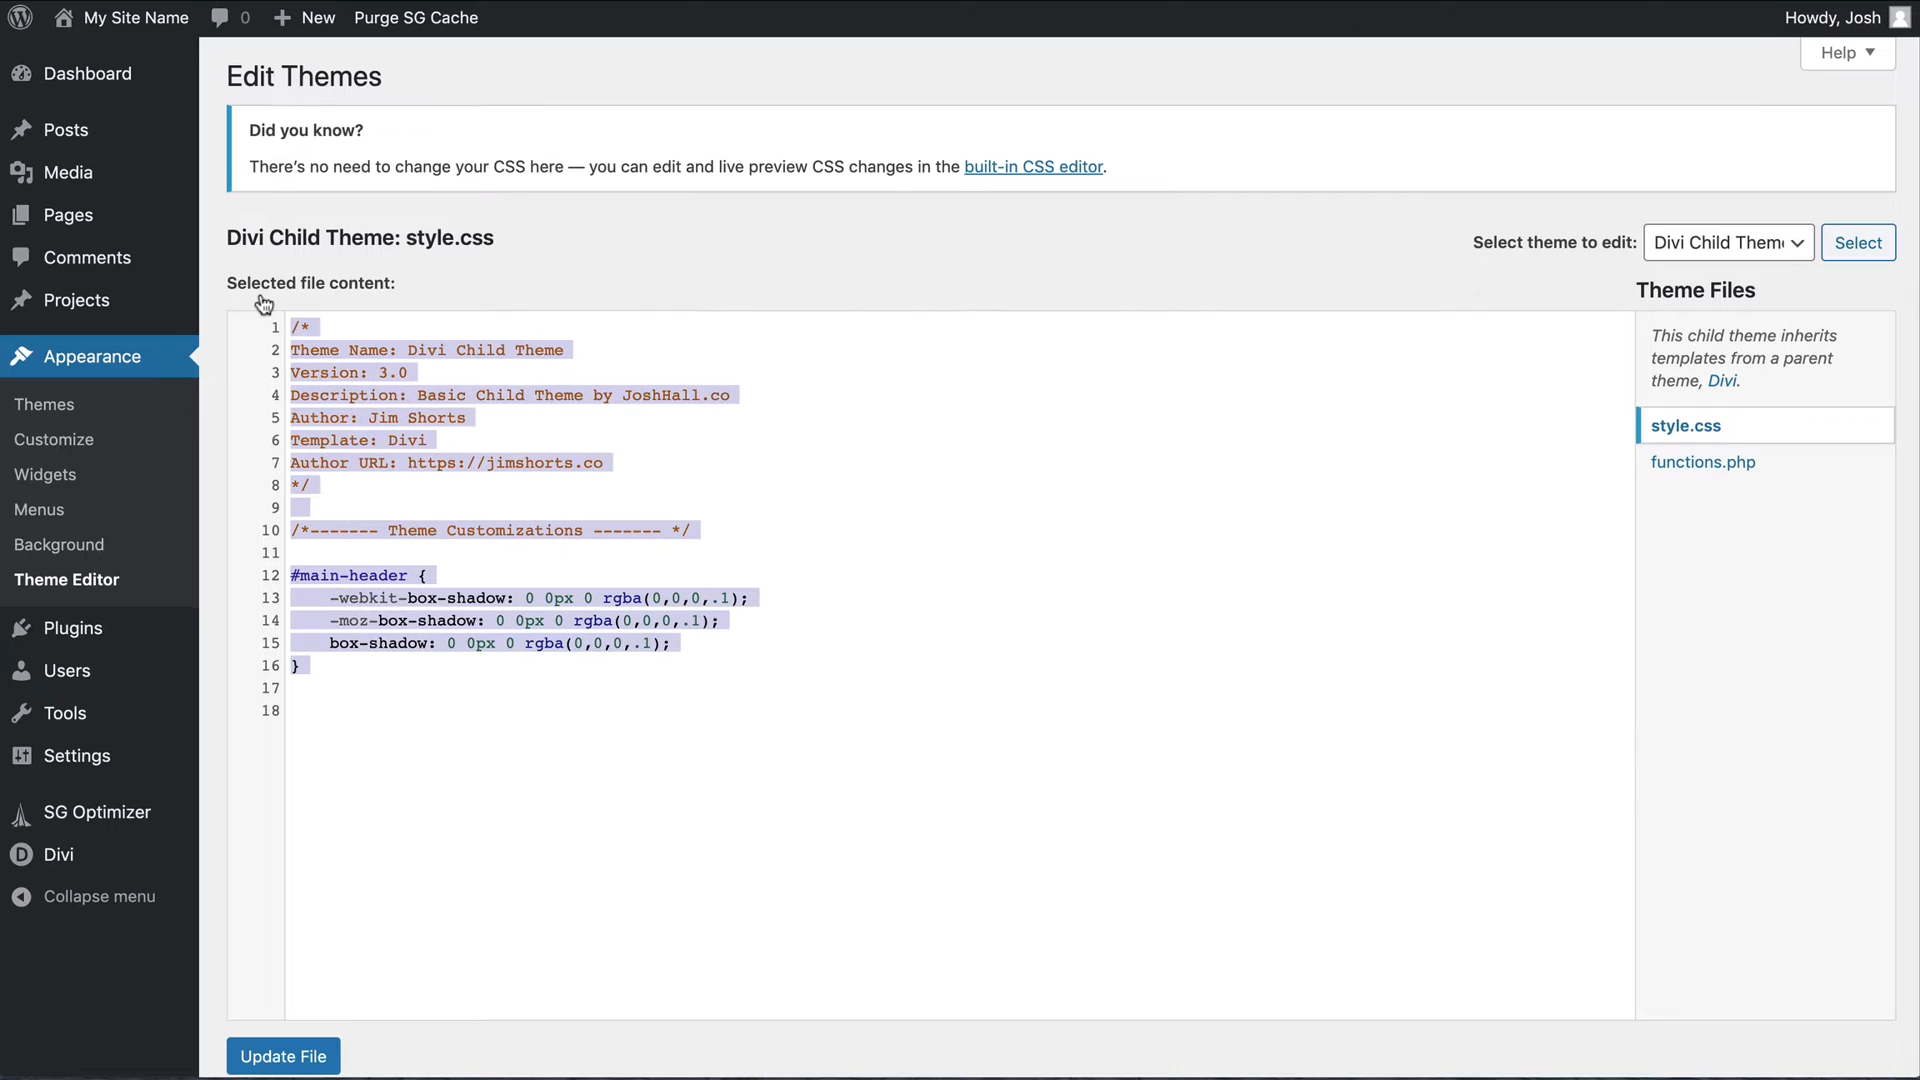 My Site Name
0
New
Purge SG Cache
Howdy, Josh
Help
Dashboard
Posts
Media
Pages
Comments
Projects
Appearance
Themes
Customize
Widgets
Menus
Background
Theme Editor
Plugins
Users
Tools
Settings
SG Optimizer
Divi
Collapse menu
Edit Themes
Did you know?
There’s no need to change your CSS here — you can edit and live preview CSS changes in the built-in CSS editor.
Divi Child Theme: style.css
Select theme to edit:
Divi Child Them
Select
Selected file content:
1 /*
2 Theme Name: Divi Child Theme
3 Version: 3.0
4 Description: Basic Child Theme by JoshHall.co
5 Author: Jim Shorts
6 Template: Divi
7 Author URL: https://jimshorts.co
8 */
9
10 /*------- Theme Customizations ------- */
11
12 #main-header {
13 -webkit-box-shadow: 0 0px 0 rgba(0,0,0,.1);
14 -moz-box-shadow: 0 0px 0 rgba(0,0,0,.1);
15 box-shadow: 0 0px 0 rgba(0,0,0,.1);
16 }
17
18
Theme Files
This child theme inherits
templates from a parent
theme, Divi.
style.css
functions.php
Update File